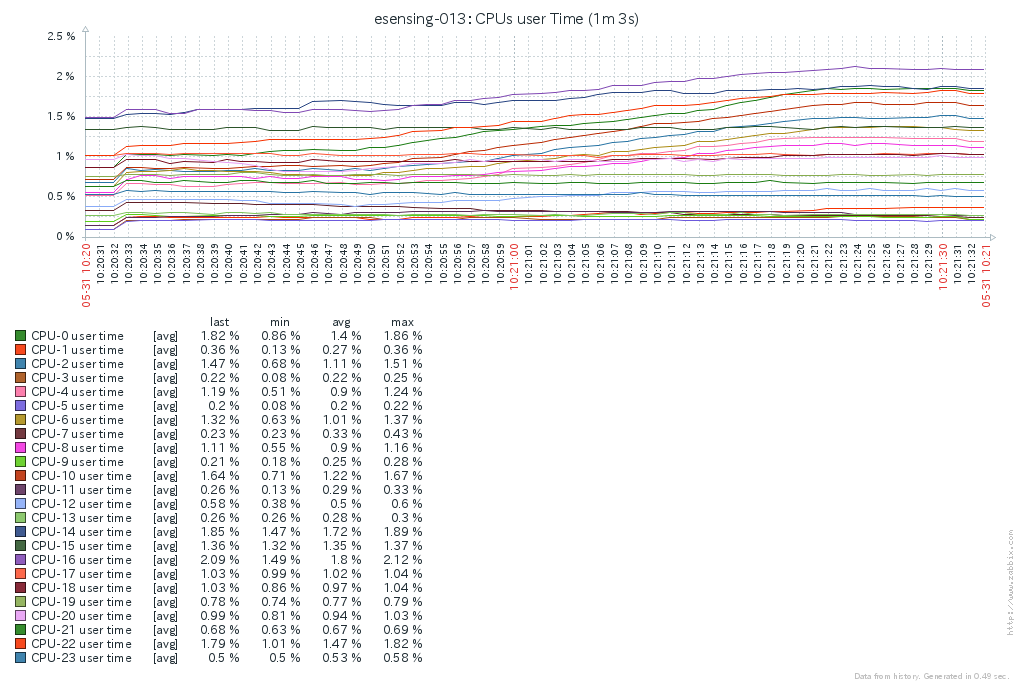 esensing-013: CPUs user Time (1m 3s)
2.5 %
2 %
1.5 %
1 %
0.5 %
0 %
05-31 10:20
10:20:31
10:20:32
10:20:33
10:20:34
10:20:35
10:20:36
10:20:37
10:20:38
10:20:39
10:20:40
10:20:41
10:20:42
10:20:43
10:20:44
10:20:45
10:20:46
10:20:47
10:20:48
10:20:49
10:20:50
10:20:51
10:20:52
10:20:53
10:20:54
10:20:55
10:20:56
10:20:57
10:20:58
10:20:59
10:21:00
10:21:01
10:21:02
10:21:03
10:21:04
10:21:05
10:21:06
10:21:07
10:21:08
10:21:09
10:21:10
10:21:11
10:21:12
10:21:13
10:21:14
10:21:15
10:21:16
10:21:17
10:21:18
10:21:19
10:21:20
10:21:21
10:21:22
10:21:23
10:21:24
10:21:25
10:21:26
10:21:27
10:21:28
10:21:29
10:21:30
10:21:31
10:21:32
05-31 10:21
last min avg max
CPU-0 user time [avg] 1.82 % 0.86 % 1.4 % 1.86 %
CPU-1 user time [avg] 0.36 % 0.13 % 0.27 % 0.36 %
CPU-2 user time [avg] 1.47 % 0.68 % 1.11 % 1.51 %
CPU-3 user time [avg] 0.22 % 0.08 % 0.22 % 0.25 %
CPU-4 user time [avg] 1.19 % 0.51 % 0.9 % 1.24 %
CPU-5 user time [avg] 0.2 % 0.08 % 0.2 % 0.22 %
CPU-6 user time [avg] 1.32 % 0.63 % 1.01 % 1.37 %
CPU-7 user time [avg] 0.23 % 0.23 % 0.33 % 0.43 %
CPU-8 user time [avg] 1.11 % 0.55 % 0.9 % 1.16 %
CPU-9 user time [avg] 0.21 % 0.18 % 0.25 % 0.28 %
CPU-10 user time [avg] 1.64 % 0.71 % 1.22 % 1.67 %
CPU-11 user time [avg] 0.26 % 0.13 % 0.29 % 0.33 %
CPU-12 user time [avg] 0.58 % 0.38 % 0.5 % 0.6 %
CPU-13 user time [avg] 0.26 % 0.26 % 0.28 % 0.3 %
CPU-14 user time [avg] 1.85 % 1.47 % 1.72 % 1.89 %
CPU-15 user time [avg] 1.36 % 1.32 % 1.35 % 1.37 %
CPU-16 user time [avg] 2.09 % 1.49 % 1.8 % 2.12 %
CPU-17 user time [avg] 1.03 % 0.99 % 1.02 % 1.04 %
CPU-18 user time [avg] 1.03 % 0.86 % 0.97 % 1.04 %
CPU-19 user time [avg] 0.78 % 0.74 % 0.77 % 0.79 %
CPU-20 user time [avg] 0.99 % 0.81 % 0.94 % 1.03 %
CPU-21 user time [avg] 0.68 % 0.63 % 0.67 % 0.69 %
CPU-22 user time [avg] 1.79 % 1.01 % 1.47 % 1.82 %
CPU-23 user time [avg] 0.5 % 0.5 % 0.53 % 0.58 %
http://www.zabbix.com
Data from history. Generated in 0.49 sec.